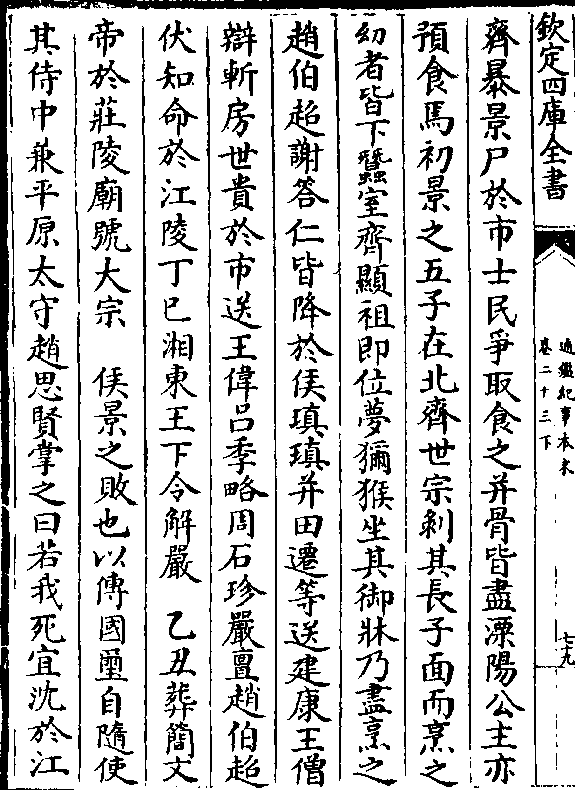 欽定四庫全書
通鑑紀事本末
卷二十三下
七九
齊暴景尸於市士民爭取食之并骨皆盡溧陽公主亦
預食焉初景之五子在北齊世宗剥其長子面而烹之
幼者皆下蠶室齊顯祖即位夢獼猴坐其御牀乃盡烹之
趙伯超謝答仁皆降於侯瑱瑱并田遷等送建康王僧
辯斬房世貴於市送王偉吕季略周石珍嚴亶趙伯超
伏知命於江陵丁巳湘東王下令解嚴　乙丑葬簡文
帝於莊陵廟號大宗　侯景之敗也以傳國璽自隨使
其侍中兼平原太守趙思賢掌之曰若我死宜沈於江